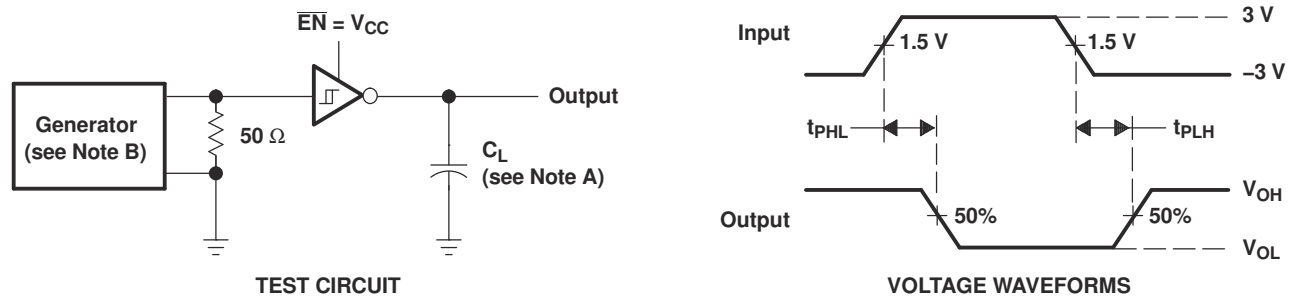 EN = VCC
Generator
(see Note B)
50 Ω
Output
CL
(see Note A)
TEST CIRCUIT
Input
1.5 V
1.5 V
3 V
−3 V
tPHL
tPLH
Output
50%
50%
VOH
VOL
VOLTAGE WAVEFORMS